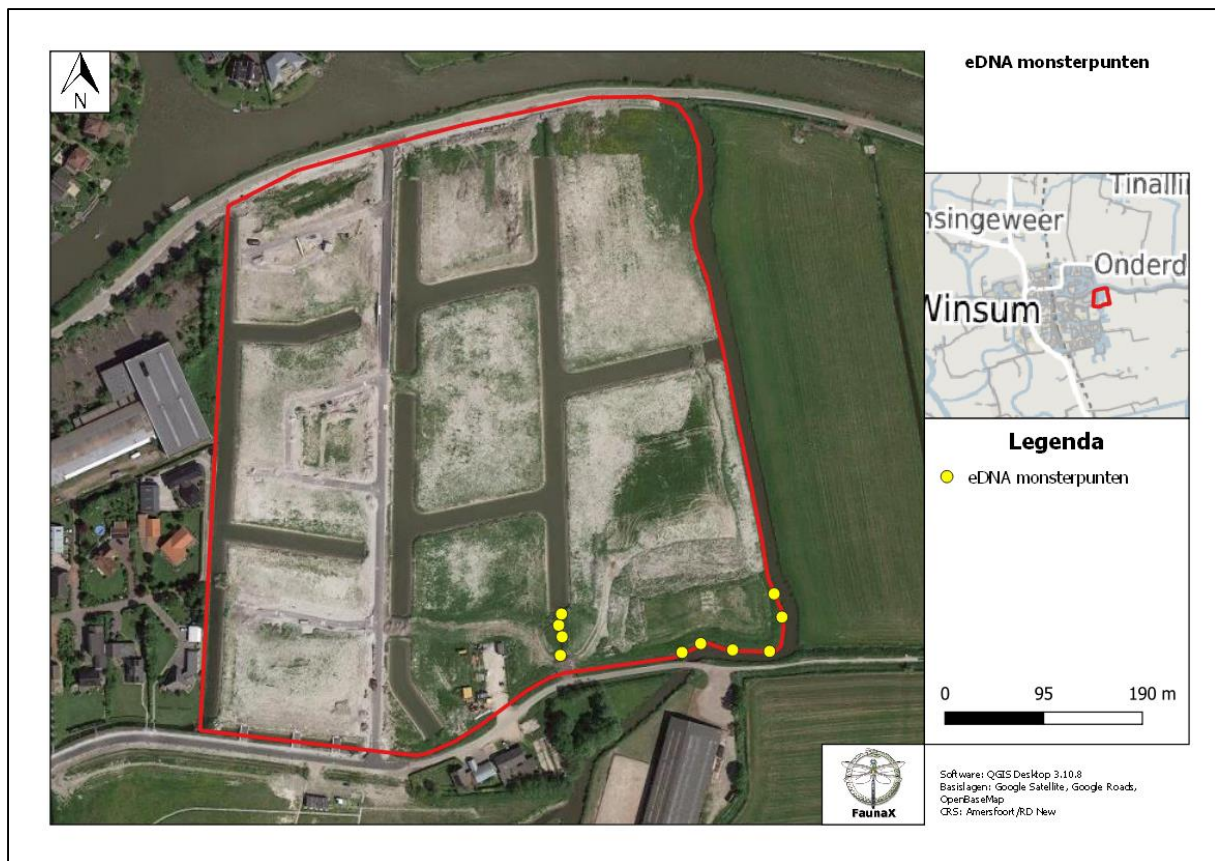 eDNA monsterpunten
N
Tinallin
nsingeweer
Onderd
Winsum
Legenda
eDNA monsterpunten
0 95 190 m
Software: QGIS Desktop 3.10.8
Basislagen: Google Satellite, Google Roads,
OpenBaseMap
CRS: Amersfoort/RD New
FaunaX